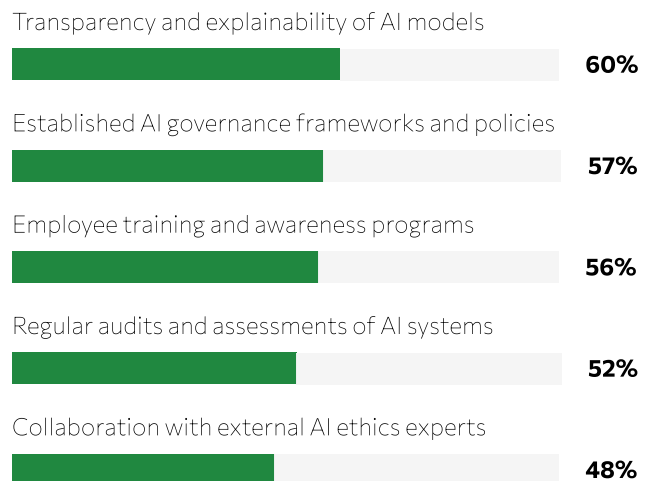 Transparency and explainability of AI models
60%
Established AI governance frameworks and policies
57%
Employee training and awareness programs
56%
Regular audits and assessments of AI systems
52%
Collaboration with external AI ethics experts
48%